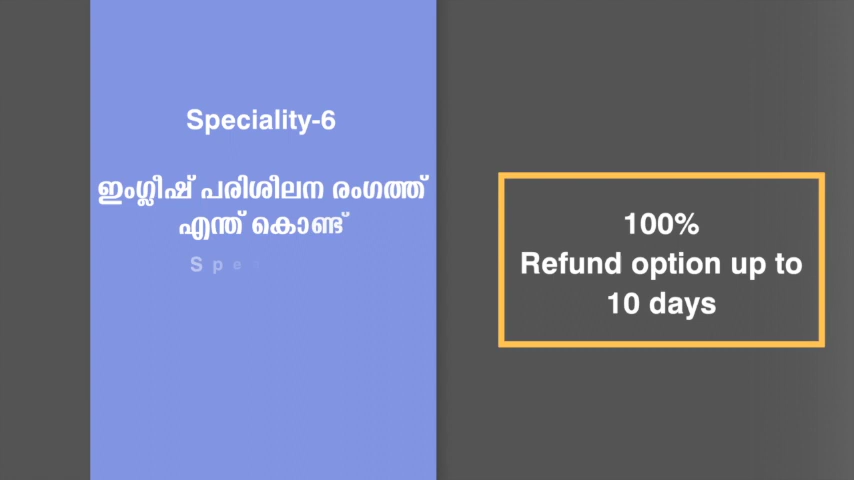 Speciality-6
ഇംഗ്ലീഷ് പരിശീലന രംഗത്ത്
എന്ത് കൊണ്ട്
100%
Refund option up to
10 days